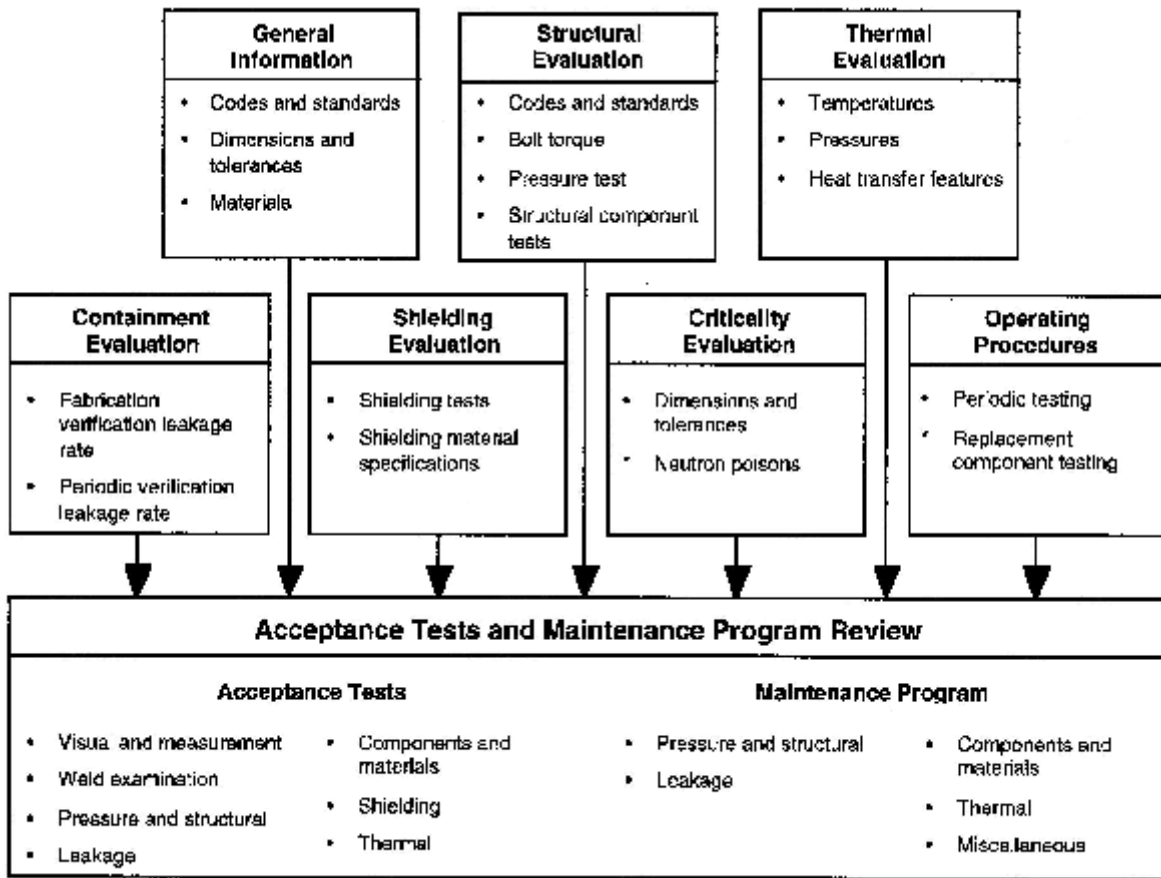 General
Information
• Codes and standards
• Dimensions and
tolerances
• Materials
Structural
Evaluation
• Codes and standards
• Bolt torque
• Pressure test
• Structural component
tests
Thermal
Evaluation
• Temperatures
• Pressures
• Heat transfer features
Containment
Evaluation
• Fabrication
verification leakage
rate
• Periodic verification
leakage rate
Shielding
Evaluation
• Shielding tests
• Shielding material
specifications
Criticality
Evaluation
• Dimensions and
tolerances
• Neutron poisons
Operating
Procedures
• Periodic testing
• Replacement
component testing
Acceptance Tests and Maintenance Program Review
Acceptance Tests
• Visual and measurement
• Weld examination
• Pressure and structural
• Leakage
• Components and
materials
• Shielding
• Thermal
Maintenance Program
• Pressure and structural
• Leakage
• Components and
materials
• Thermal
• Miscellaneous